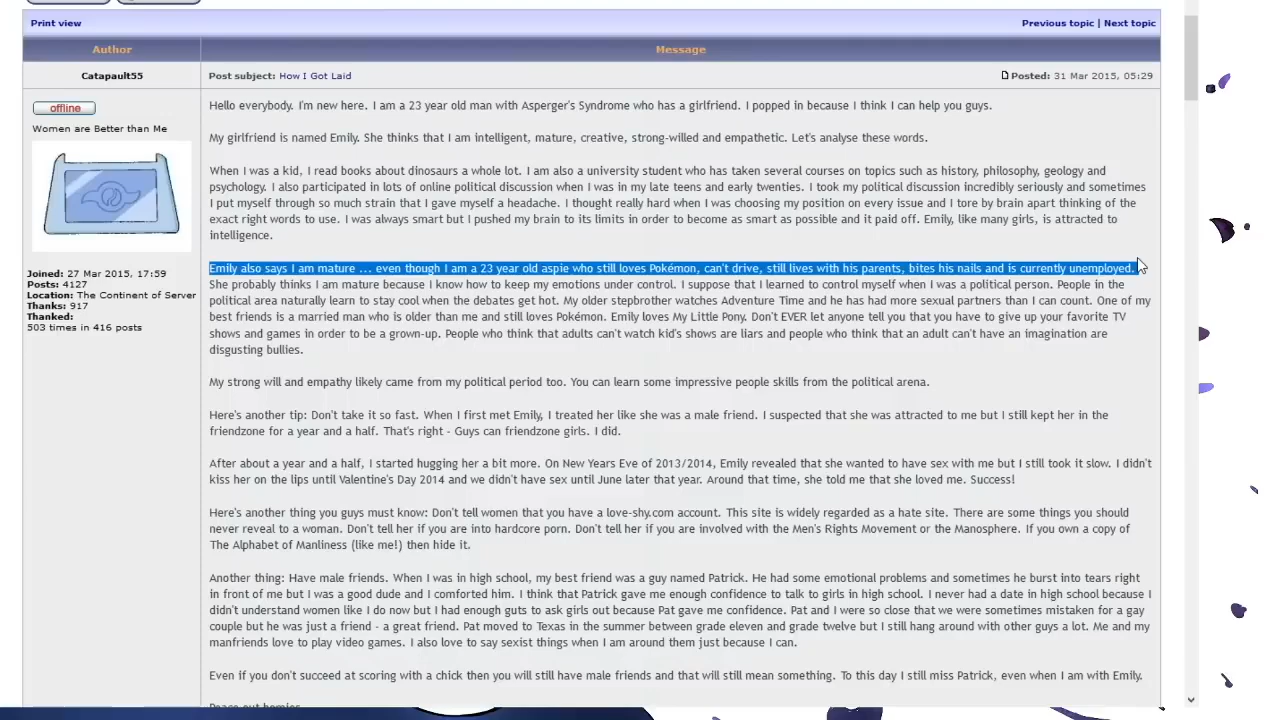 Print view
Previous topic | Next topic
Author
Message
Catapault55
Post subject: How I Got Laid
Posted: 31 Mar 2015, 05:29
offline
Women are Better than Me
Joined: 27 Mar 2015, 17:59
Posts: 4127
Location: The Continent of Server
Thanks: 917
Thanked:
503 times in 416 posts
Hello everybody. I'm new here. I am a 23 year old man with Asperger's Syndrome who has a girlfriend. I popped in because I think I can help you guys.
My girlfriend is named Emily. She thinks that I am intelligent, mature, creative, strong-willed and empathetic. Let's analyse these words.
When I was a kid, I read books about dinosaurs a whole lot. I am also a university student who has taken several courses on topics such as history, philosophy, geology and
psychology. I also participated in lots of online political discussion when I was in my late teens and early twenties. I took my political discussion incredibly seriously and sometimes
I put myself through so much strain that I gave myself a headache. I thought really hard when I was choosing my position on every issue and I tore by brain apart thinking of the
exact right words to use. I was always smart but I pushed my brain to its limits in order to become as smart as possible and it paid off. Emily, like many girls, is attracted to
intelligence.
Emily also says I am mature ... even though I am a 23 year old aspie who still loves Pokémon, can't drive, still lives with his parents, bites his nails and is currently unemployed.
She probably thinks I am mature because I know how to keep my emotions under control. I suppose that I learned to control myself when I was a political person. People in the
political area naturally learn to stay cool when the debates get hot. My older stepbrother watches Adventure Time and he has had more sexual partners than I can count. One of my
best friends is a married man who is older than me and still loves Pokémon. Emily loves My Little Pony. Don't EVER let anyone tell you that you have to give up your favorite TV
shows and games in order to be a grown-up. People who think that adults can't watch kid's shows are liars and people who think that an adult can't have an imagination are
disgusting bullies.
My strong will and empathy likely came from my political period too. You can learn some impressive people skills from the political arena.
Here's another tip: Don't take it so fast. When I first met Emily, I treated her like she was a male friend. I suspected that she was attracted to me but I still kept her in the
friendzone for a year and a half. That's right - Guys can friendzone girls. I did.
After about a year and a half, I started hugging her a bit more. On New Years Eve of 2013/2014, Emily revealed that she wanted to have sex with me but I still took it slow. I didn't
kiss her on the lips until Valentine's Day 2014 and we didn't have sex until June later that year. Around that time, she told me that she loved me. Success!
Here's another thing you guys must know: Don't tell women that you have a love-shy.com account. This site is widely regarded as a hate site. There are some things you should
never reveal to a woman. Don't tell her if you are into hardcore porn. Don't tell her if you are involved with the Men's Rights Movement or the Manosphere. If you own a copy of
The Alphabet of Manliness (like me!) then hide it.
Another thing: Have male friends. When I was in high school, my best friend was a guy named Patrick. He had some emotional problems and sometimes he burst into tears right
in front of me but I was a good dude and I comforted him. I think that Patrick gave me enough confidence to talk to girls in high school. I never had a date in high school because I
didn't understand women like I do now but I had enough guts to ask girls out because Pat gave me confidence. Pat and I were so close that we were sometimes mistaken for a gay
couple but he was just a friend - a great friend. Pat moved to Texas in the summer between grade eleven and grade twelve but I still hang around with other guys a lot. Me and my
manfriends love to play video games. I also love to say sexist things when I am around them just because I can.
Even if you don't succeed at scoring with a chick then you will still have male friends and that will still mean something. To this day I still miss Patrick, even when I am with Emily.
Peace out homies